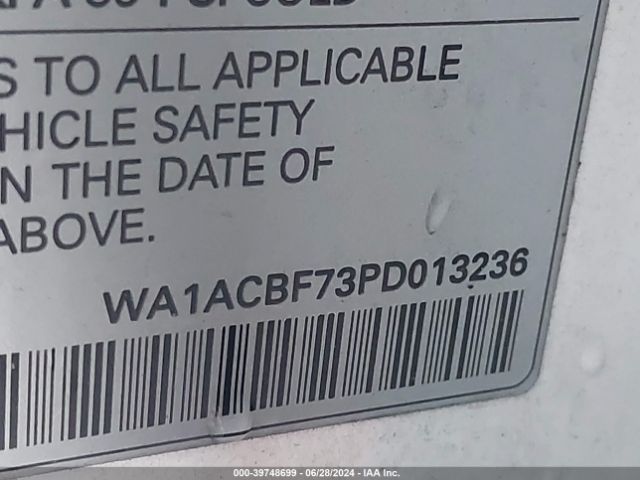 S TO ALL APPLICABLE
HICLE SAFETY
N THE DATE OF
ABOVE.
WA1ACBF73PD013236
000-39748699 - 06/28/2024 - IAA Inc.